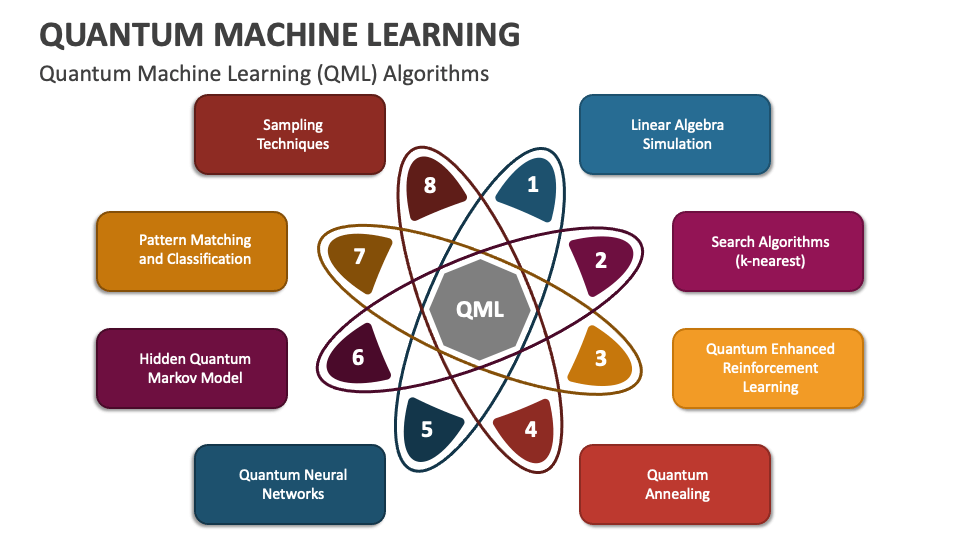 QUANTUM MACHINE LEARNING
Quantum Machine Learning (QML) Algorithms
Sampling
Techniques
Linear Algebra
Simulation
8
1
Pattern Matching
and Classification
7
2
Search Algorithms
(k-nearest)
QML
Hidden Quantum
Markov Model
6
3
Quantum Enhanced
Reinforcement
Learning
5
4
Quantum Neural
Networks
Quantum
Annealing